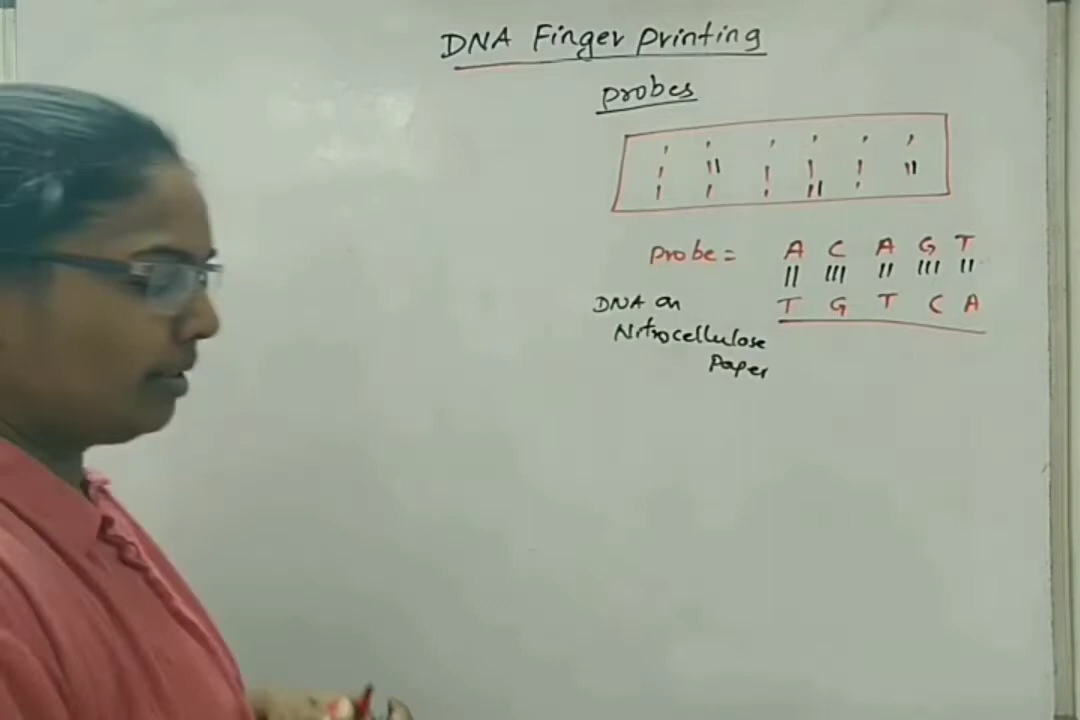 DNA Finger printing
probes
Probe = A C A G T
DNA on T G T C A
Nitrocellulose
Paper